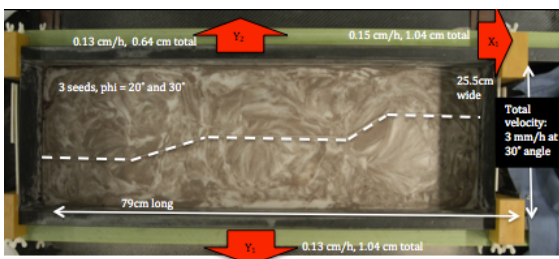 0.13 cm/h, 0.64 cm total
Y₂
0.15 cm/h, 1.04 cm total
X₂
3 seeds, phi = 20˚ and 30˚
25.5cm
wide
Total
velocity:
3 mm/h at
30˚ angle
79cm long
Y₁
0.13 cm/h, 1.04 cm total